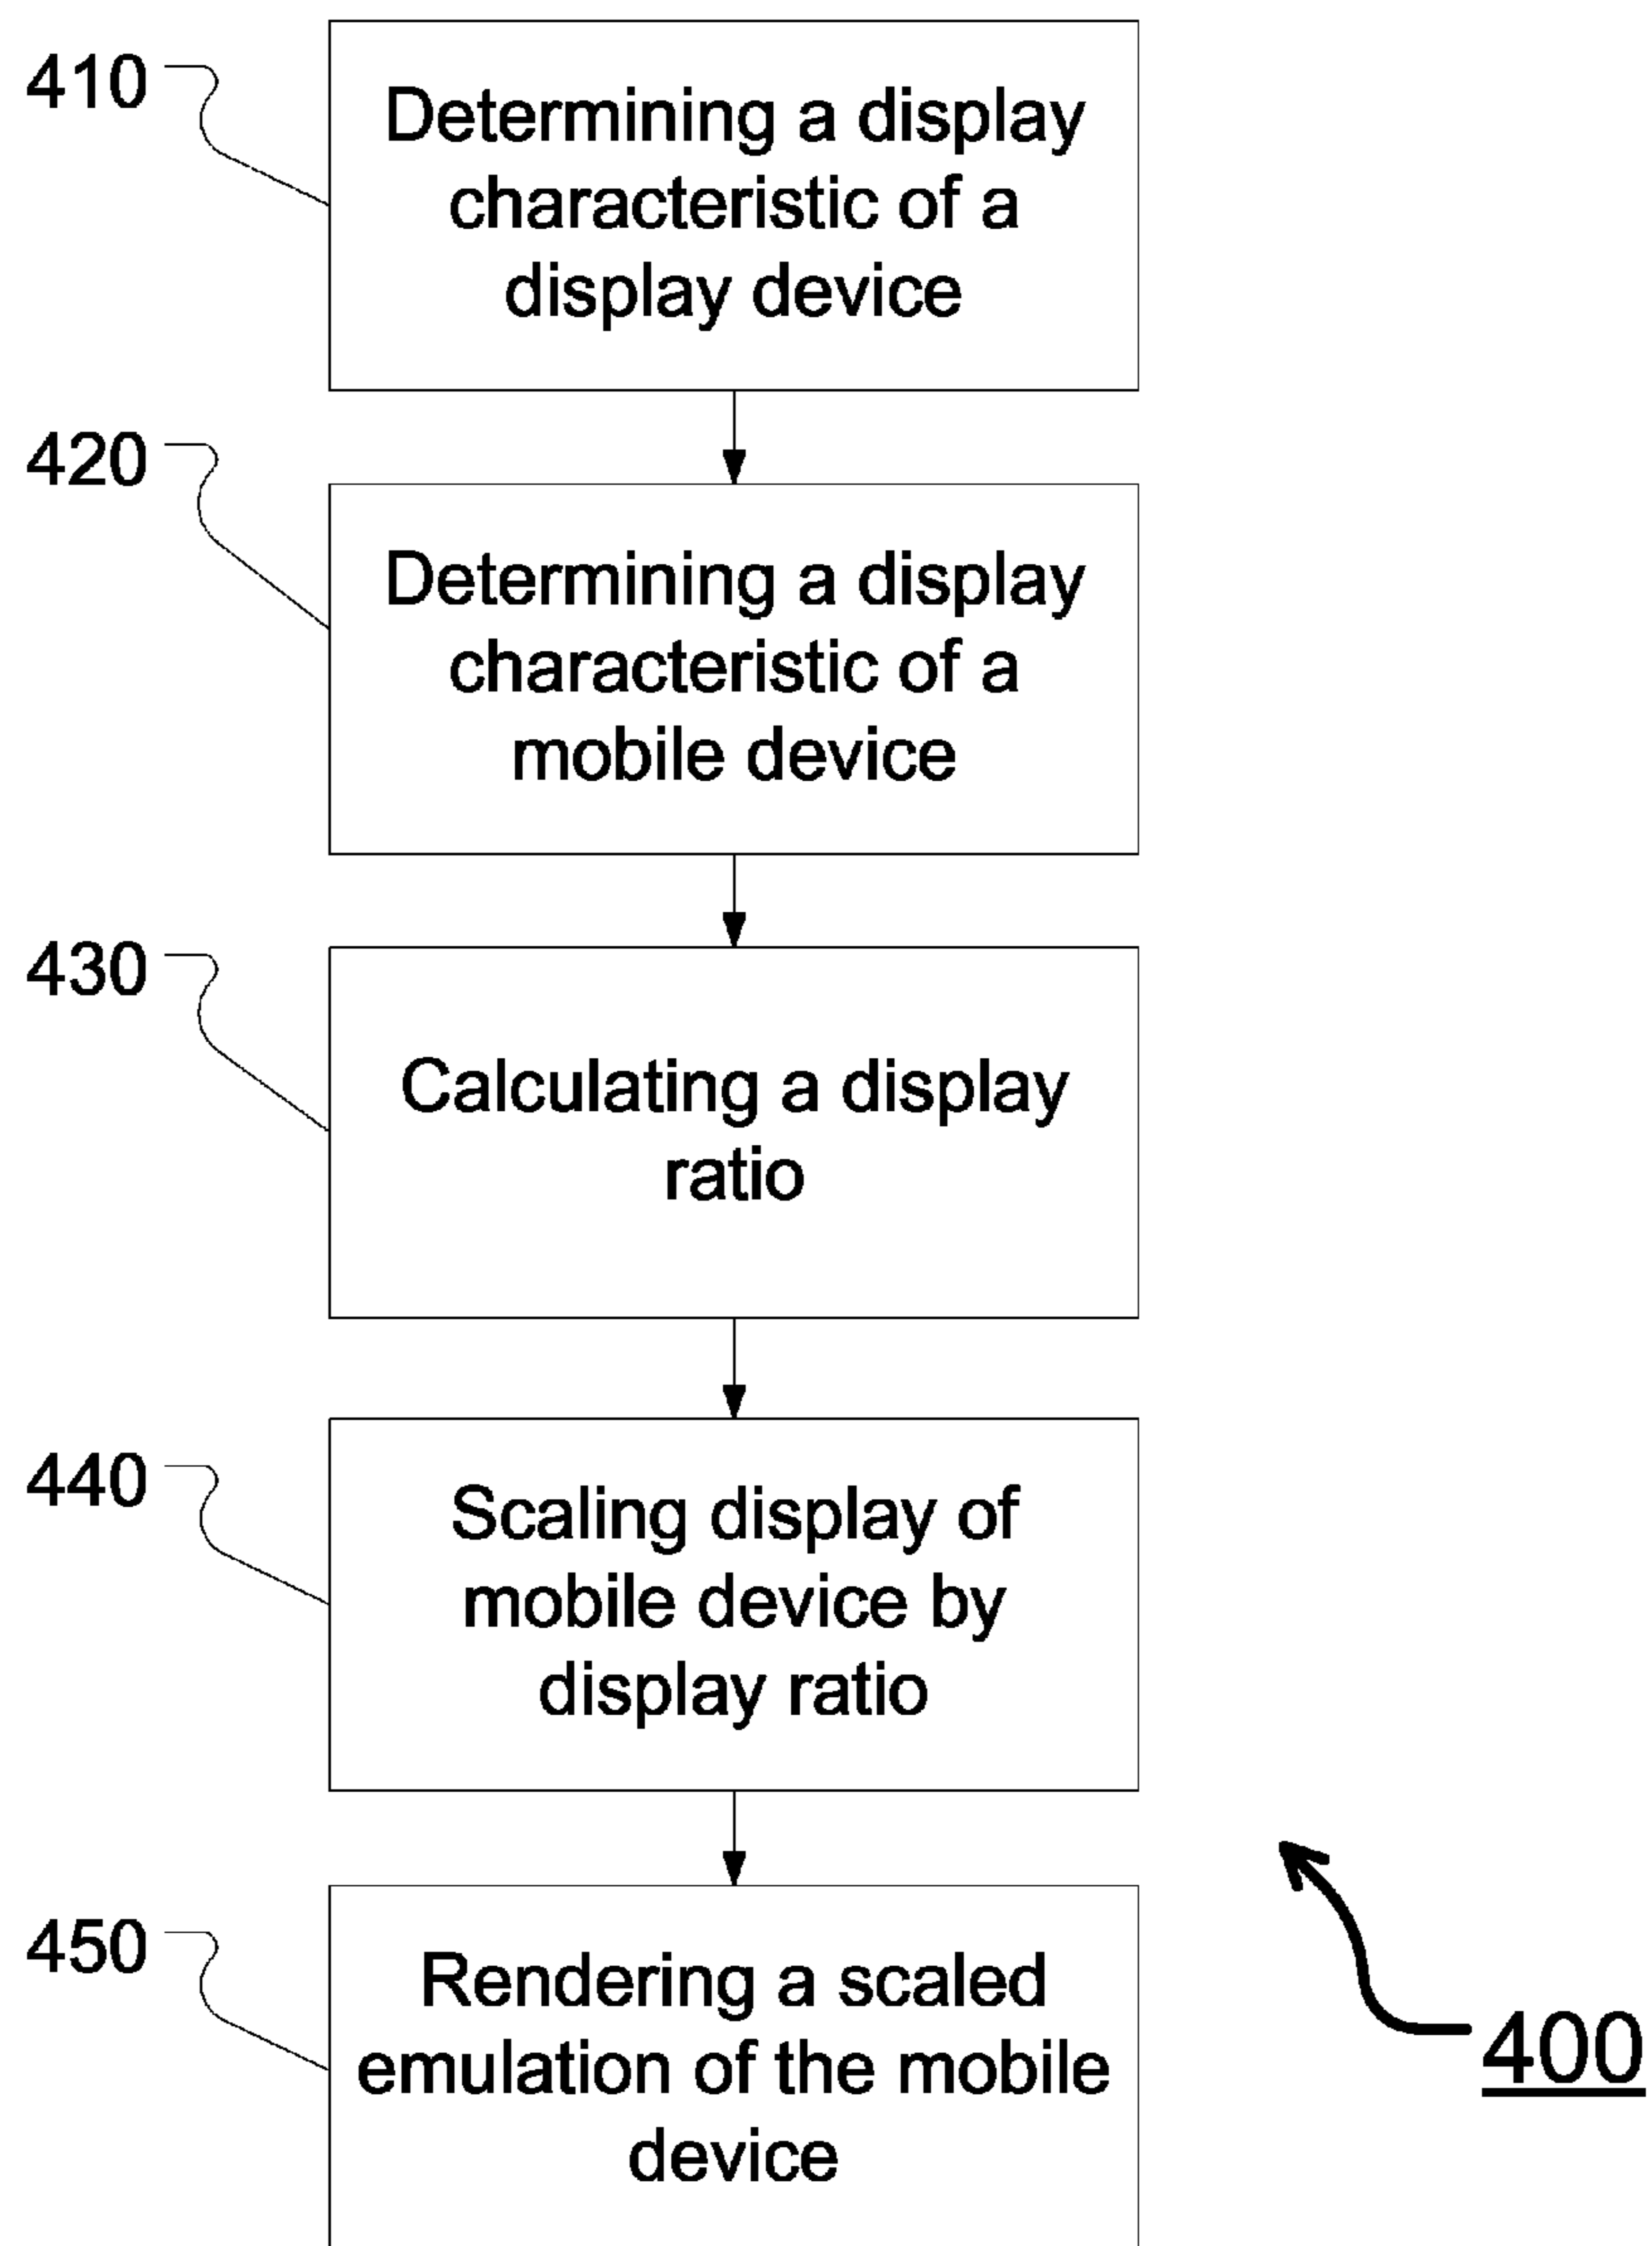 410
Determining a display
characteristic of a
display device
420
Determining a display
characteristic of a
mobile device
430
Calculating a display
ratio
440
Scaling display of
mobile device by
display ratio
450
Rendering a scaled
emulation of the mobile
device
400